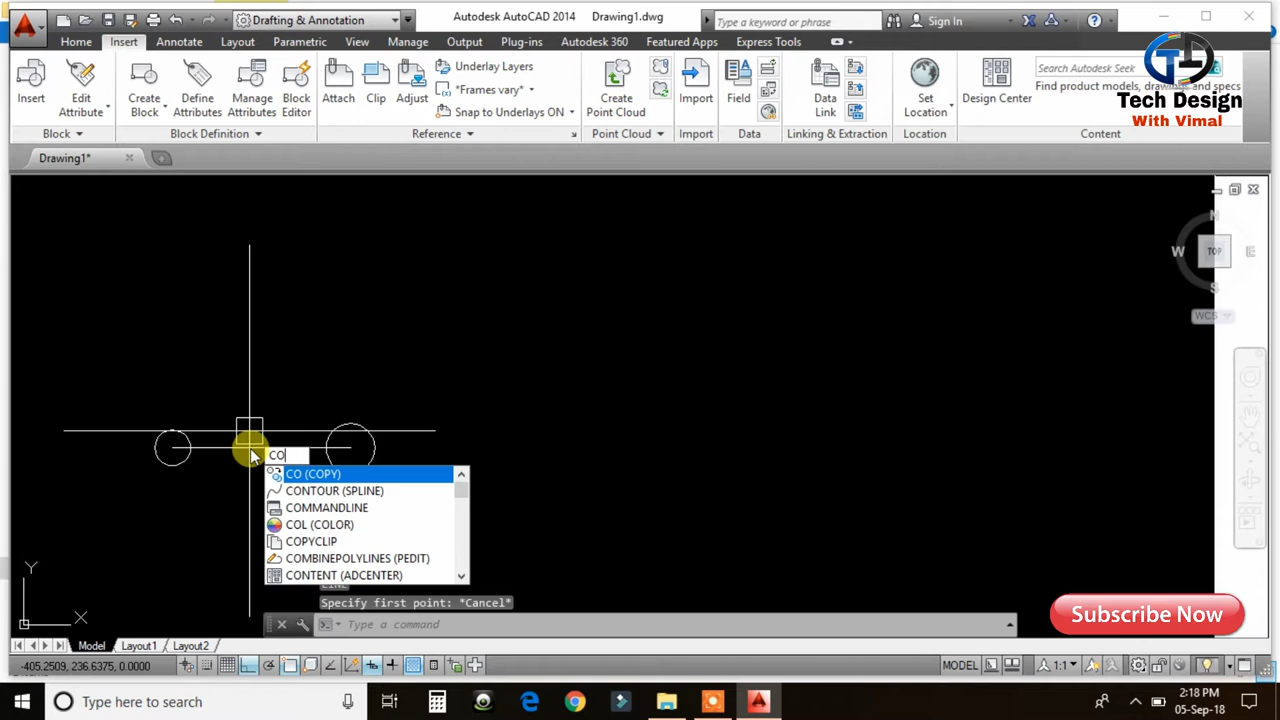 Drafting & Annotation
Autodesk AutoCAD 2014 Drawing1.dwg
Type a keyword or phrase
Sign In
Home Insert Annotate Layout Parametric View Manage Output Plug-ins Autodesk 360 Featured Apps Express Tools
Insert
Edit Attribute
Create Block
Define Attributes
Manage Attributes
Block Editor
Attach
Clip
Adjust
Underlay Layers
*Frames vary*
Snap to Underlays ON
Create Point Cloud
Import
Field
Data Link
Set Location
Design Center
Search Autodesk Seek
Find product models, drawings and specs
Block
Block Definition
Reference
Point Cloud
Import
Data
Linking & Extraction
Location
Content
Tech Design
With Vimal
Drawing1*
N
W
TOP
E
S
WCS
CO
CO (COPY)
CONTOUR (SPLINE)
COMMANDLINE
COL (COLOR)
COPYCLIP
COMBINEPOLYLINES (PEDIT)
CONTENT (ADCENTER)
Y
X
LINE
Specify first point: *Cancel*
Type a command
Subscribe Now
Model Layout1 Layout2
-405.2509, 236.6375, 0.0000
MODEL
1:1
Type here to search
2:18 PM
05-Sep-18